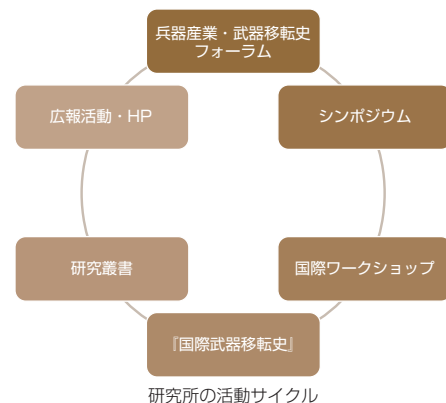 兵器産業・武器移転史
フォーラム
広報活動・HP
シンポジウム
研究叢書
国際ワークショップ
『国際武器移転史』
研究所の活動サイクル